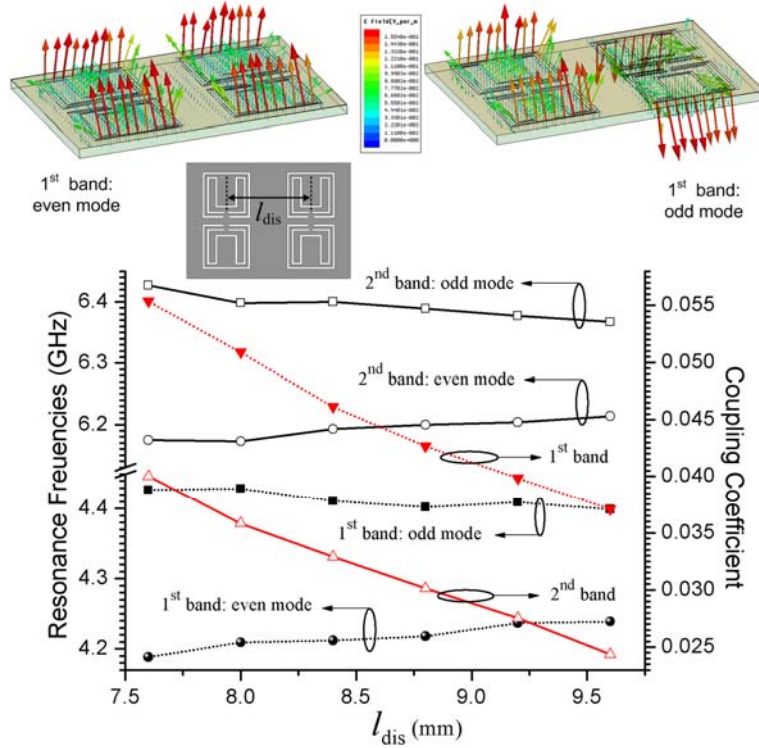 E Field[V_per_m
1st band:
even mode
1st band:
odd mode
ldis
2nd band: odd mode
2nd band: even mode
1st band
1st band: odd mode
1st band: even mode
2nd band
Resonance Freuencies (GHz)
6.4
6.3
6.2
4.4
4.3
4.2
Coupling Coefficient
0.055
0.050
0.045
0.040
0.035
0.030
0.025
7.5 8.0 8.5 9.0 9.5
ldis (mm)